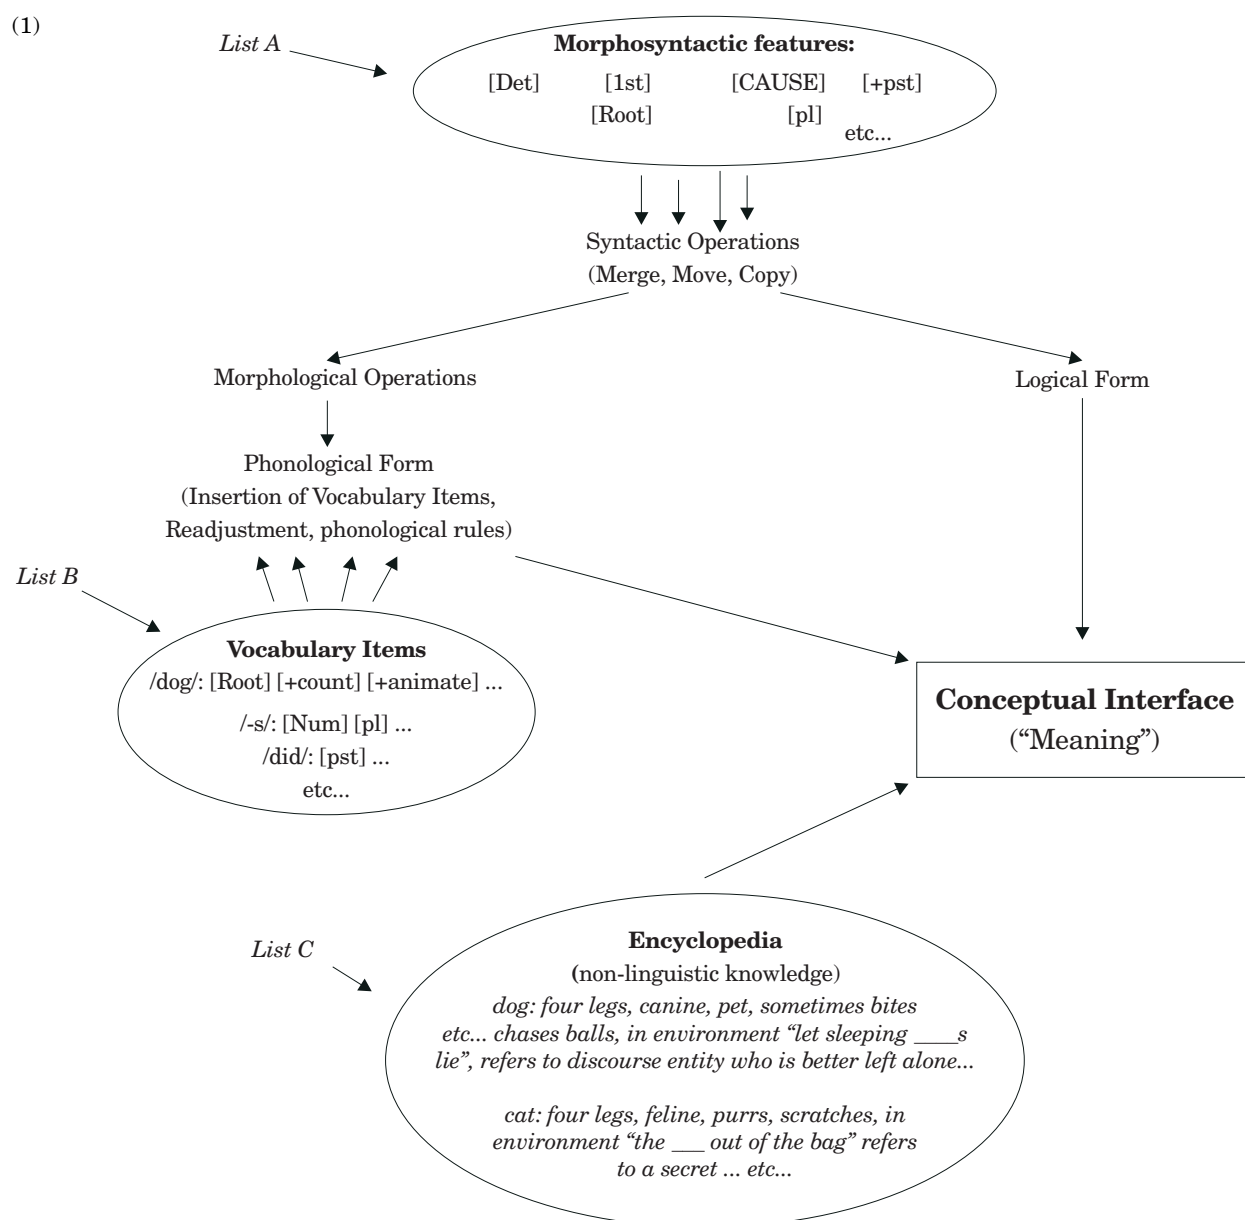 (1)
List A
Morphosyntactic features:
[Det] [1st] [CAUSE] [+pst]
[Root] [pl]
etc...
Syntactic Operations
(Merge, Move, Copy)
Morphological Operations
Logical Form
Phonological Form
(Insertion of Vocabulary Items,
Readjustment, phonological rules)
List B
Vocabulary Items
/dog/: [Root] [+count] [+animate] ...
/-s/: [Num] [pl] ...
/did/: [pst] ...
etc...
Conceptual Interface
(“Meaning”)
List C
Encyclopedia
(non-linguistic knowledge)
dog: four legs, canine, pet, sometimes bites
etc... chases balls, in environment “let sleeping ___s
lie”, refers to discourse entity who is better left alone...
cat: four legs, feline, purrs, scratches, in
environment “the ___ out of the bag” refers
to a secret ... etc...